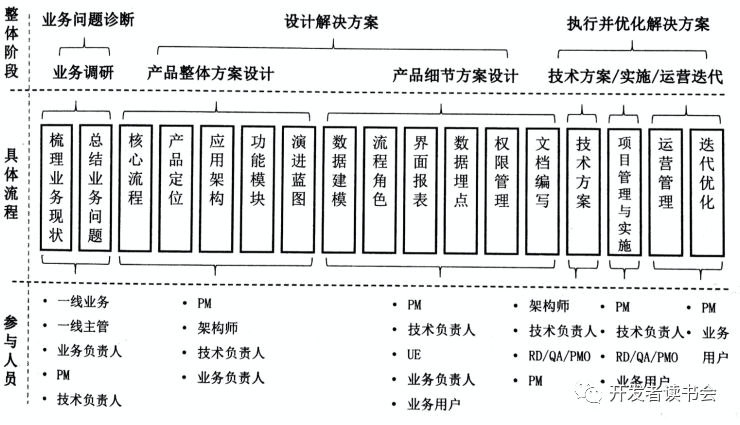 整体阶段
业务问题诊断
设计解决方案
执行并优化解决方案
业务调研
产品整体方案设计
产品细节方案设计
技术方案/实施/运营迭代
具体流程
梳理业务现状
总结业务问题
核心流程
产品定位
应用架构
功能模块
演进蓝图
数据建模
流程角色
界面报表
数据埋点
权限管理
文档编写
技术方案
项目管理与实施
运营管理
迭代优化
参与人员
• 一线业务
• 一线主管
• 业务负责人
• PM
• 技术负责人
• PM
• 架构师
• 技术负责人
• 业务负责人
• PM
• 技术负责人
• UE
• 业务负责人
• 业务用户
• 架构师
• 技术负责人
• RD/QA/PMO
• PM
• PM
• 技术负责人
• RD/QA/PMO
• 业务用户
• PM
• 业务
用户
开发者读书会